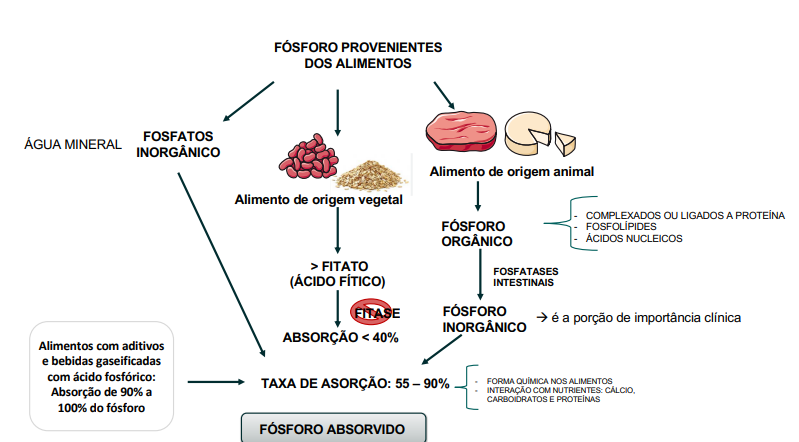 FÓSFORO PROVENIENTES
DOS ALIMENTOS
ÁGUA MINERAL
FOSFATOS
INORGÂNICO
Alimento de origem vegetal
Alimento de origem animal
FÓSFORO
ORGÂNICO
- COMPLEXADOS OU LIGADOS A PROTEÍNA
- FOSFOLÍPIDES
- ÁCIDOS NUCLEICOS
> FITATO
(ÁCIDO FÍTICO)
FOSFATASES
INTESTINAIS
FITASE
ABSORÇÃO < 40%
FÓSFORO
INORGÂNICO
→ é a porção de importância clínica
Alimentos com aditivos
e bebidas gaseificadas
com ácido fosfórico:
Absorção de 90% a
100% do fósforo
TAXA DE ASORÇÃO: 55 – 90%
- FORMA QUÍMICA NOS ALIMENTOS
- INTERAÇÃO COM NUTRIENTES: CÁLCIO,
CARBOIDRATOS E PROTEÍNAS
FÓSFORO ABSORVIDO